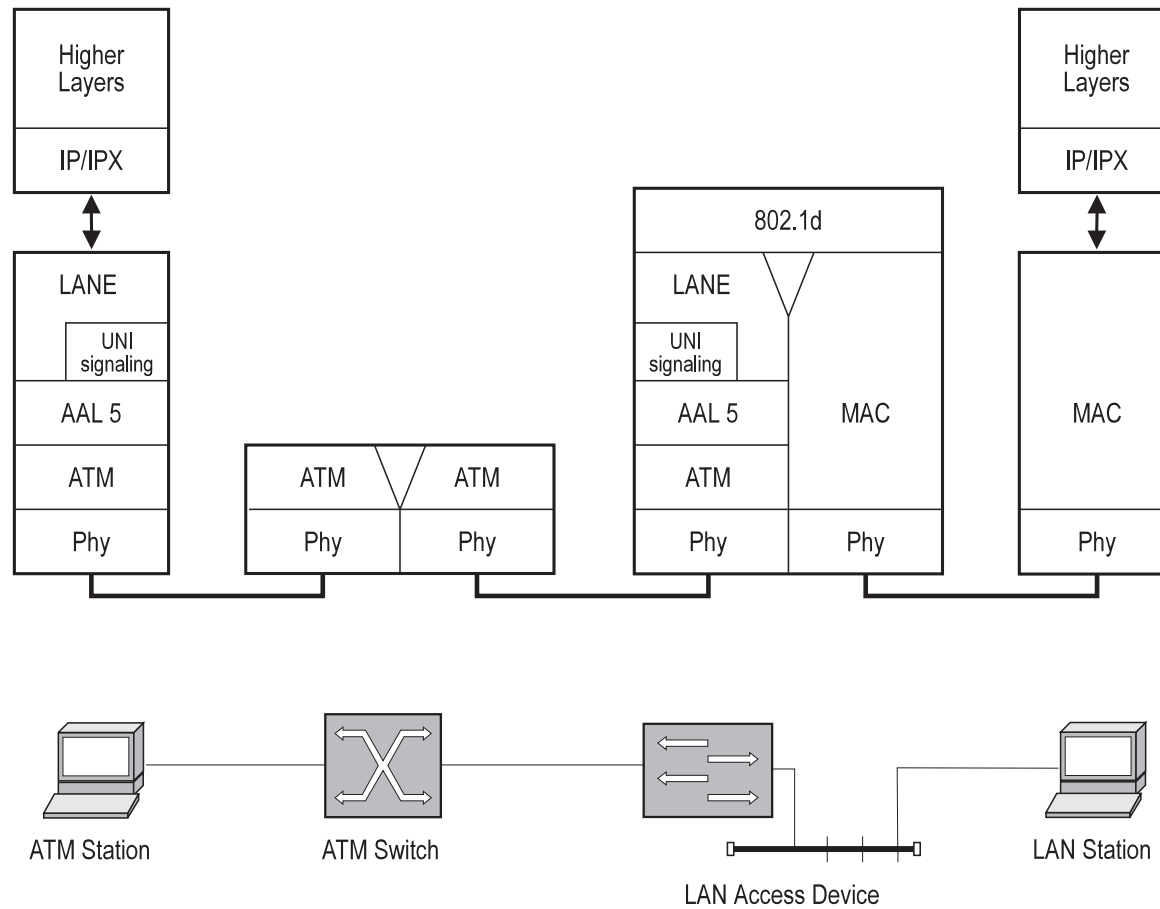 Higher
Layers
IP/IPX
LANE
UNI
signaling
AAL 5
ATM
Phy
ATM
ATM
Phy
Phy
802.1d
LANE
UNI
signaling
AAL 5
ATM
Phy
MAC
Phy
Higher
Layers
IP/IPX
MAC
Phy
ATM Station
ATM Switch
LAN Access Device
LAN Station